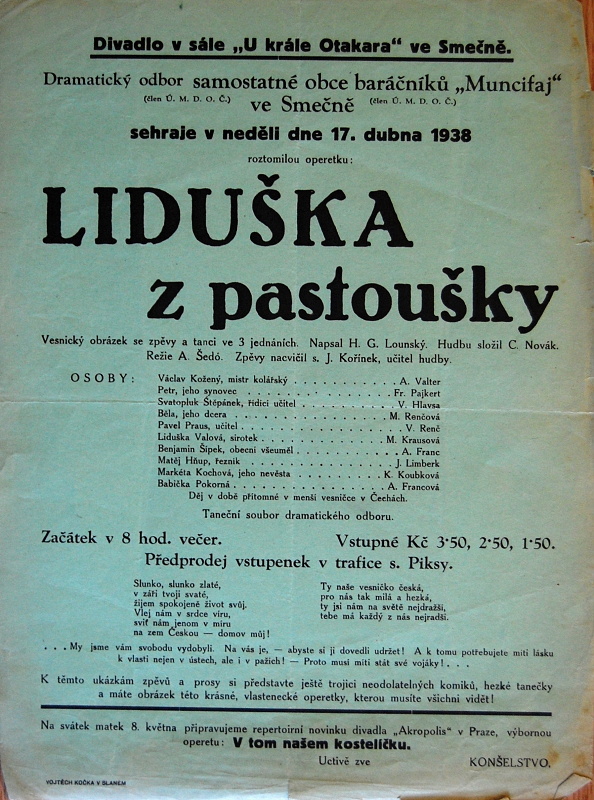 Divadlo v sále „U krále Otakara“ ve Smečně.
Dramatický odbor samostatné obce baráčníků „Muncifaj“
(člen Ú. M. D. O. Č.) ve Smečně (člen Ú. M. D. O. Č.)
sehraje v neděli dne 17. dubna 1938
roztomilou operetku:
LIDUŠKA
z pastoušky
Vesnický obrázek se zpěvy a tanci ve 3 jednáních. Napsal H. G. Lounský. Hudbu složil C. Novák.
Režie A. Šedó. Zpěvy nacvičil s. J. Kořínek, učitel hudby.
OSOBY:
Václav Kožený, mistr kolářský . . . . . . . . . . . A. Valter
Petr, jeho synovec . . . . . . . . . . . . . . . Fr. Pajkert
Svatopluk Štěpánek, řídící učitel . . . . . . . . . . V. Hlavsa
Běla, jeho dcera . . . . . . . . . . . . . . . . M. Renčová
Pavel Praus, učitel . . . . . . . . . . . . . . . . V. Renč
Liduška Valová, sirotek . . . . . . . . . . . . . M. Krausová
Benjamin Šípek, obecní všeuměl . . . . . . . . . . . A. Franc
Matěj Hňup, řezník . . . . . . . . . . . . . . . J. Limberk
Markéta Kochová, jeho nevěsta . . . . . . . . . . K. Koubková
Babička Pokorná . . . . . . . . . . . . . . . . A. Francová
Děj v době přítomné v menší vesničce v Čechách.
Taneční soubor dramatického odboru.
Začátek v 8 hod. večer. Vstupné Kč 3·50, 2·50, 1·50.
Předprodej vstupenek v trafice s. Piksy.
Slunko, slunko zlaté,
v záři tvojí svaté,
žijem spokojeně život svůj.
Vlej nám v srdce víru,
sviť nám jenom v míru
na zem Českou — domov můj!
Ty naše vesničko česká,
pro nás tak milá a hezká,
ty jsi nám na světě nejdražší,
tebe má každý z nás nejradši.
. . . My jsme vám svobodu vydobyli. Na vás je, — abyste si ji dovedli udržet! A k tomu potřebujete míti lásku
k vlasti nejen v ústech, ale i v pažích! — Proto musí míti stát své vojáky! . . .
K těmto ukázkám zpěvů a prosy si představte ještě trojici neodolatelných komiků, hezké tanečky
a máte obrázek této krásné, vlastenecké operetky, kterou musíte všichni vidět!
Na svátek matek 8. května připravujeme repertoirní novinku divadla „Akropolis“ v Praze, výbornou
operetu: V tom našem kostelíčku.
Uctivě zve KONŠELSTVO.
VOJTĚCH KOČKA V SLANÉM